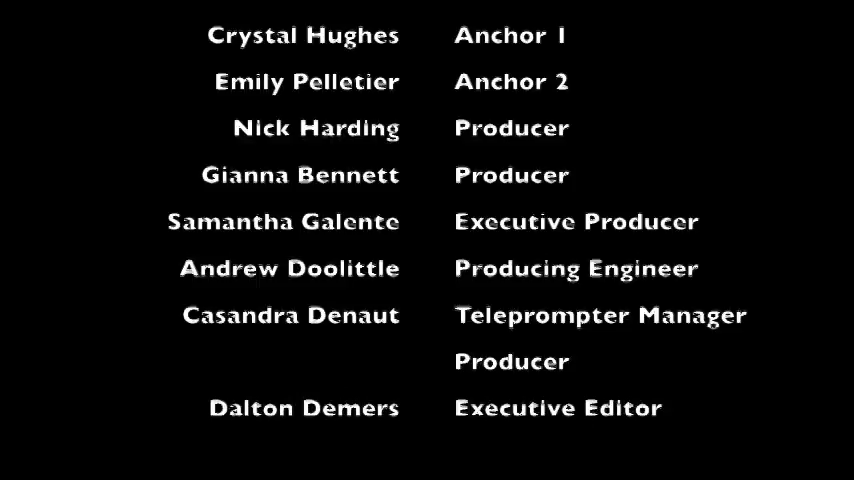 Crystal Hughes Anchor 1
Emily Pelletier Anchor 2
Nick Harding Producer
Gianna Bennett Producer
Samantha Galente Executive Producer
Andrew Doolittle Producing Engineer
Casandra Denaut Teleprompter Manager
Producer
Dalton Demers Executive Editor